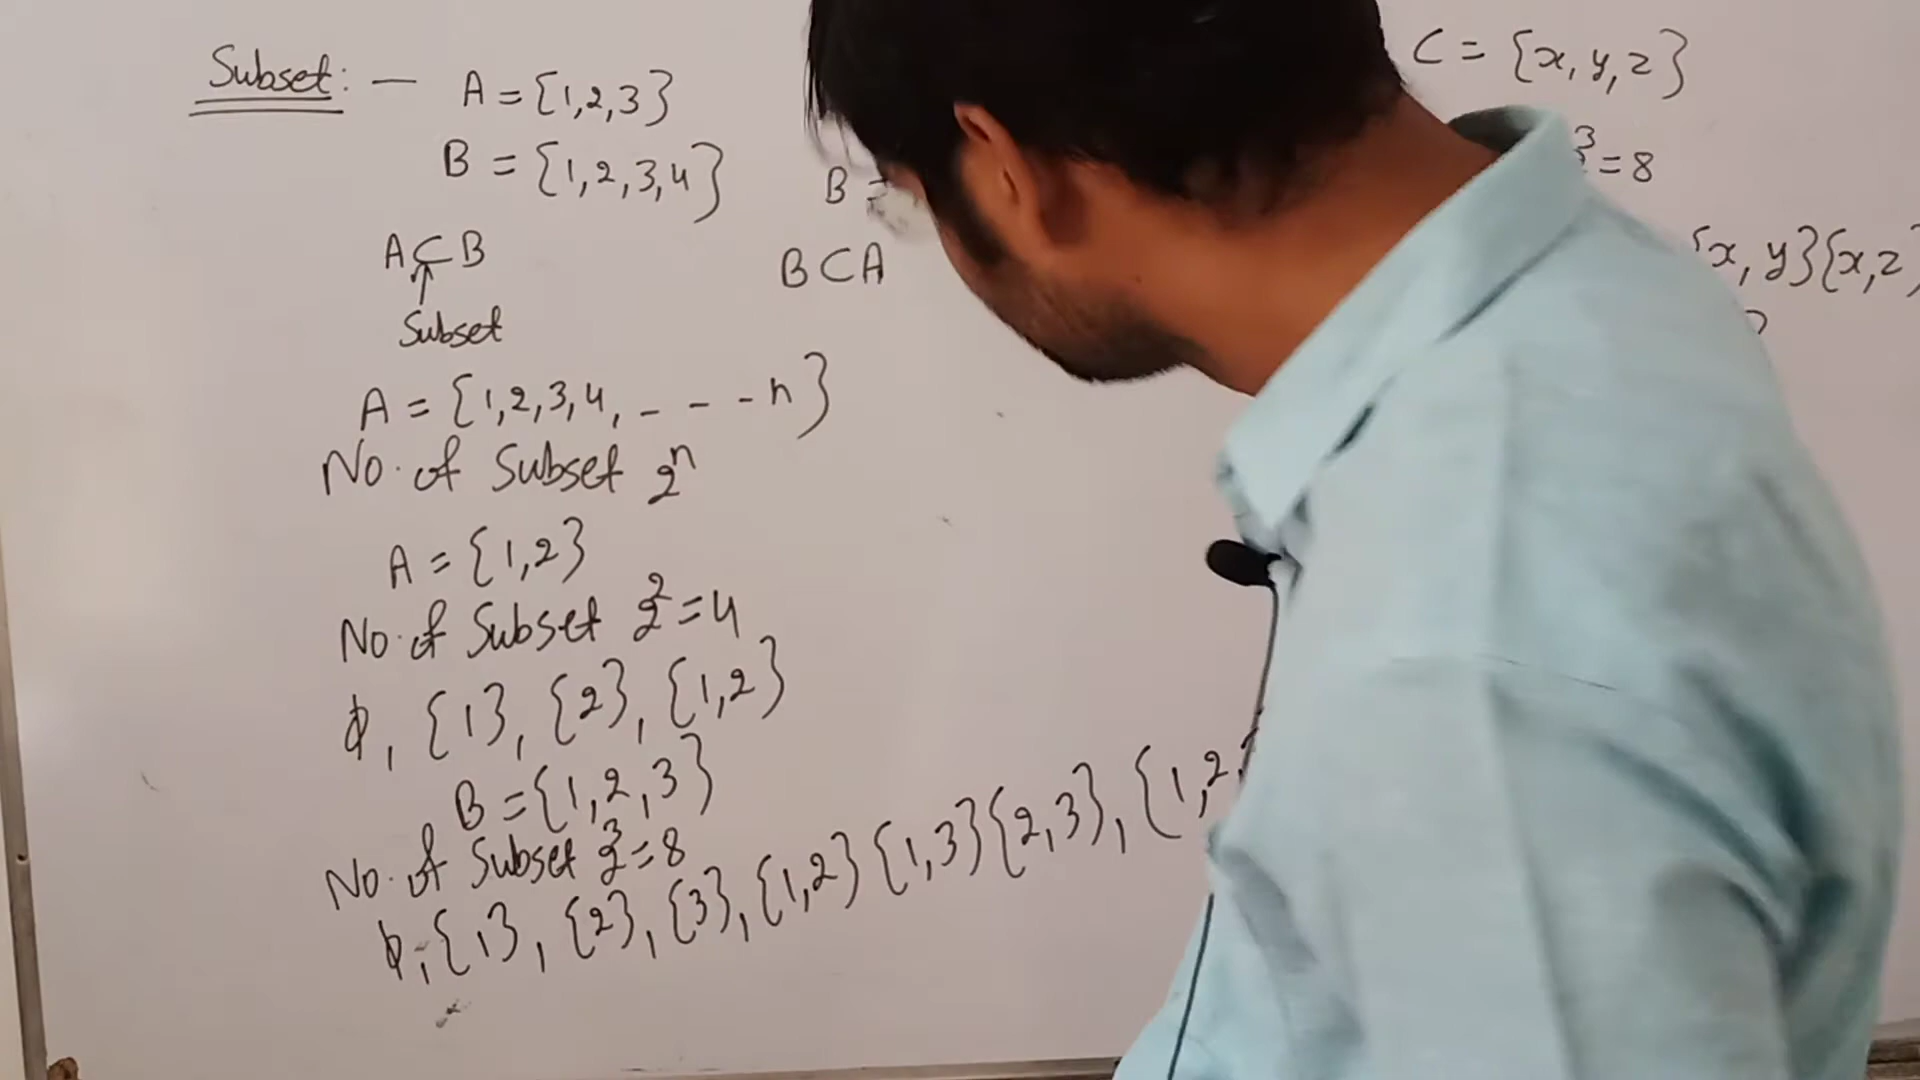 Subset: — A = {1,2,3}
B = {1,2,3,4}
A ⊂ B
↑
Subset
A = {1,2,3,4, - - - n}
No. of Subset 2ⁿ
A = {1,2}
No. of Subset 2² = 4
ϕ, {1}, {2}, {1,2}
B = {1,2,3}
No. of Subset 2³ = 8
ϕ, {1}, {2}, {3}, {1,2} {1,3} {2,3}, {1,2,
B =
B ⊂ A
C = {x, y, z}
³ = 8
{x, y} {x, z}